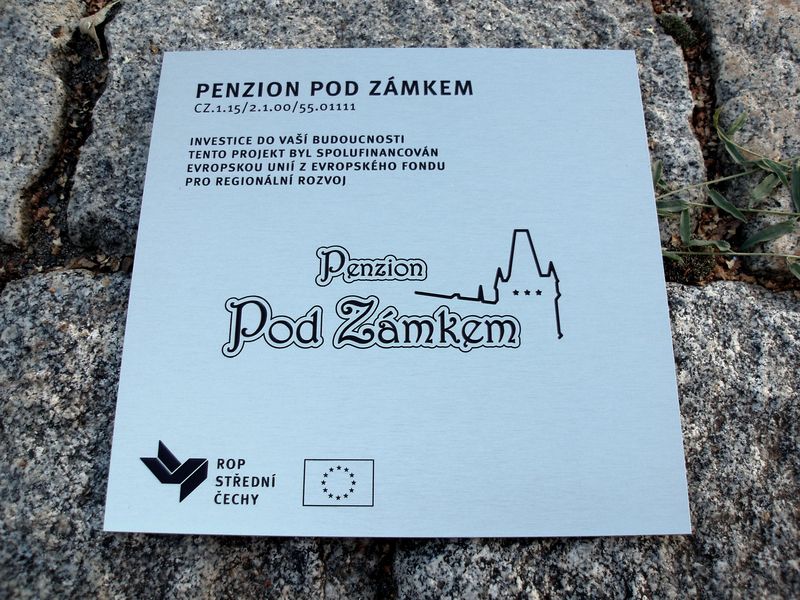 PENZION POD ZÁMKEM
CZ.1.15/2.1.00/55.01111
INVESTICE DO VAŠÍ BUDOUCNOSTI
TENTO PROJEKT BYL SPOLUFINANCOVÁN
EVROPSKOU UNIÍ Z EVROPSKÉHO FONDU
PRO REGIONÁLNÍ ROZVOJ
Penzion
Pod Zámkem
ROP
STŘEDNÍ
ČECHY